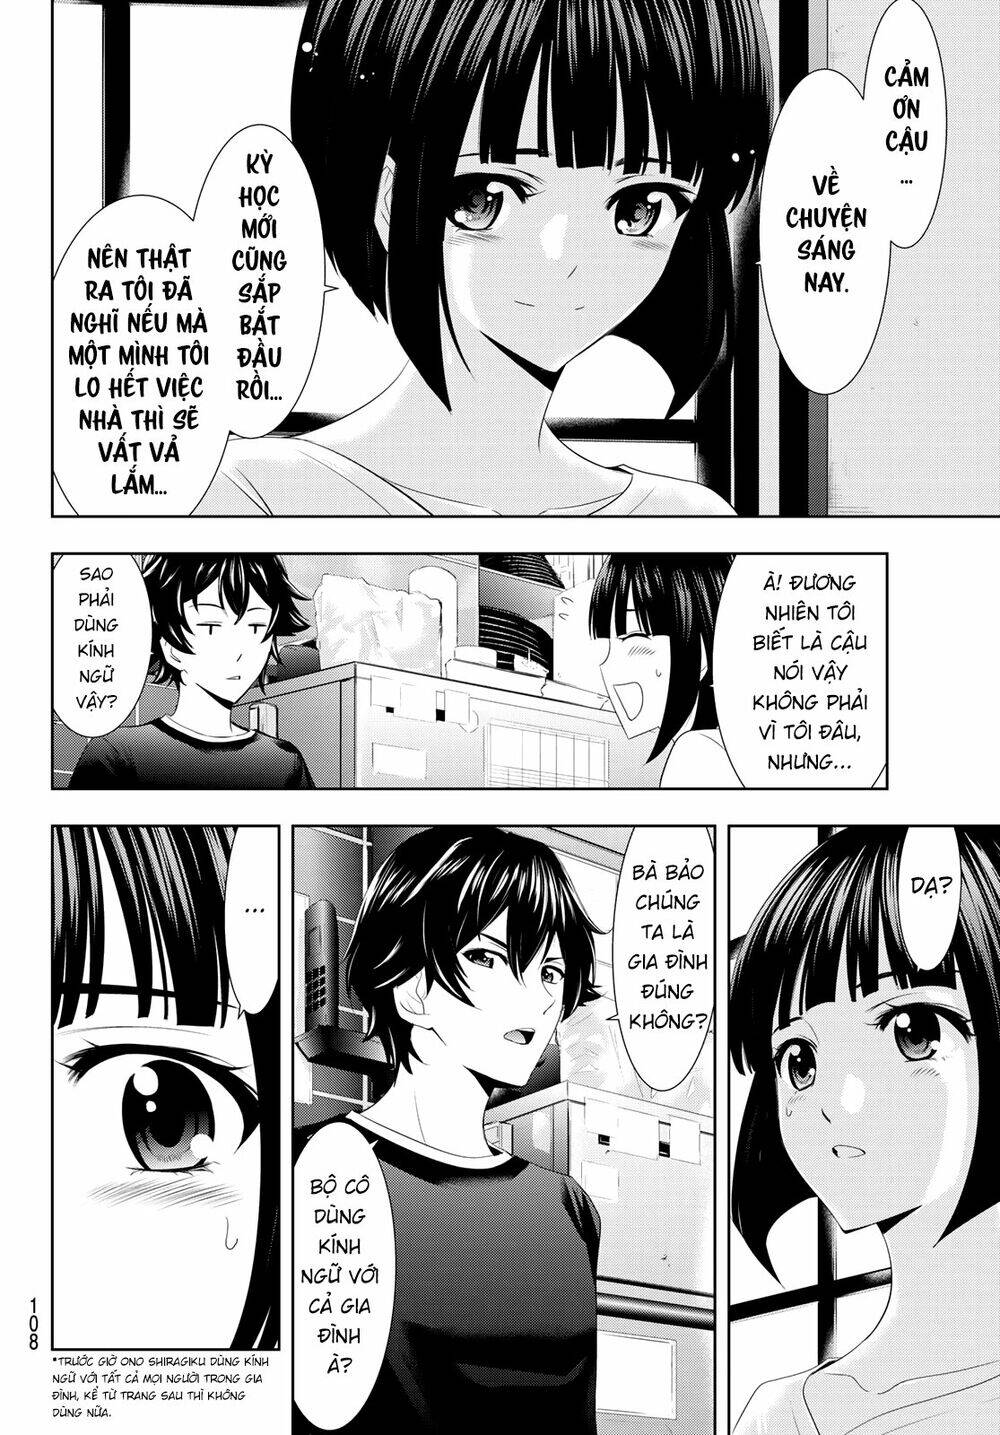 CẢM
ƠN
CẬU
...
VỀ
CHUYỆN
SÁNG
NAY.
KỲ
HỌC
MỚI
CŨNG
SẮP
BẮT
ĐẦU
RỒI...
NÊN THẬT
RA TÔI ĐÃ
NGHĨ NẾU MÀ
MỘT MÌNH TÔI
LO HẾT VIỆC
NHÀ THÌ SẼ
VẤT VẢ
LẮM...
À! ĐƯƠNG
NHIÊN TÔI
BIẾT LÀ CẬU
NÓI VẬY
KHÔNG PHẢI
VÌ TÔI ĐÂU,
NHƯNG...
SAO
PHẢI
DÙNG
KÍNH
NGỮ
VẬY?
DẠ?
BÀ BẢO
CHÚNG
TA LÀ
GIA ĐÌNH
ĐÚNG
KHÔNG?
BỘ CÔ
DÙNG
KÍNH
NGỮ VỚI
CẢ GIA
ĐÌNH
À?
...
*TRƯỚC GIỜ ONO SHIRAGIKU DÙNG KÍNH
NGỮ VỚI TẤT CẢ MỌI NGƯỜI TRONG GIA
ĐÌNH, KỂ TỪ TRANG SAU THÌ KHÔNG
DÙNG NỮA.
108